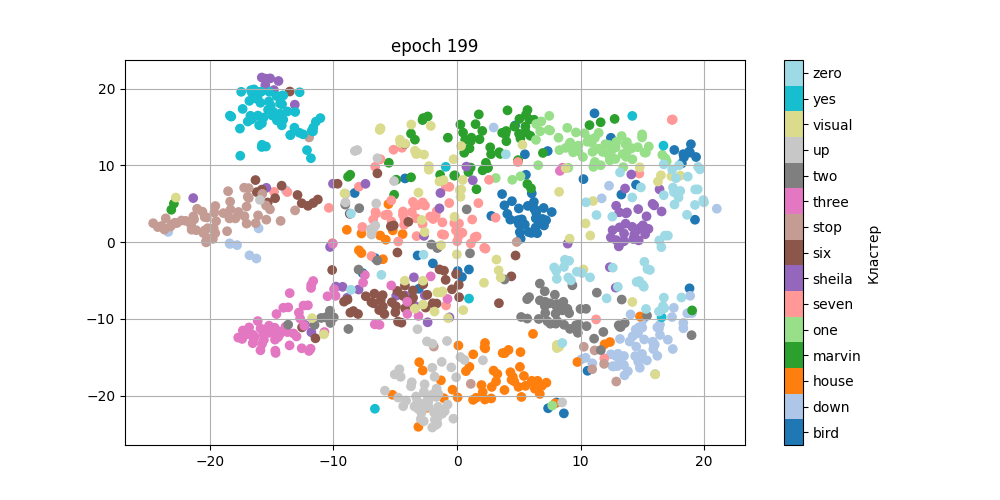 epoch 199
20
10
0
−10
−20
−20
−10
0
10
20
zero
yes
visual
up
two
three
stop
six
sheila
seven
one
marvin
house
down
bird
Кластер